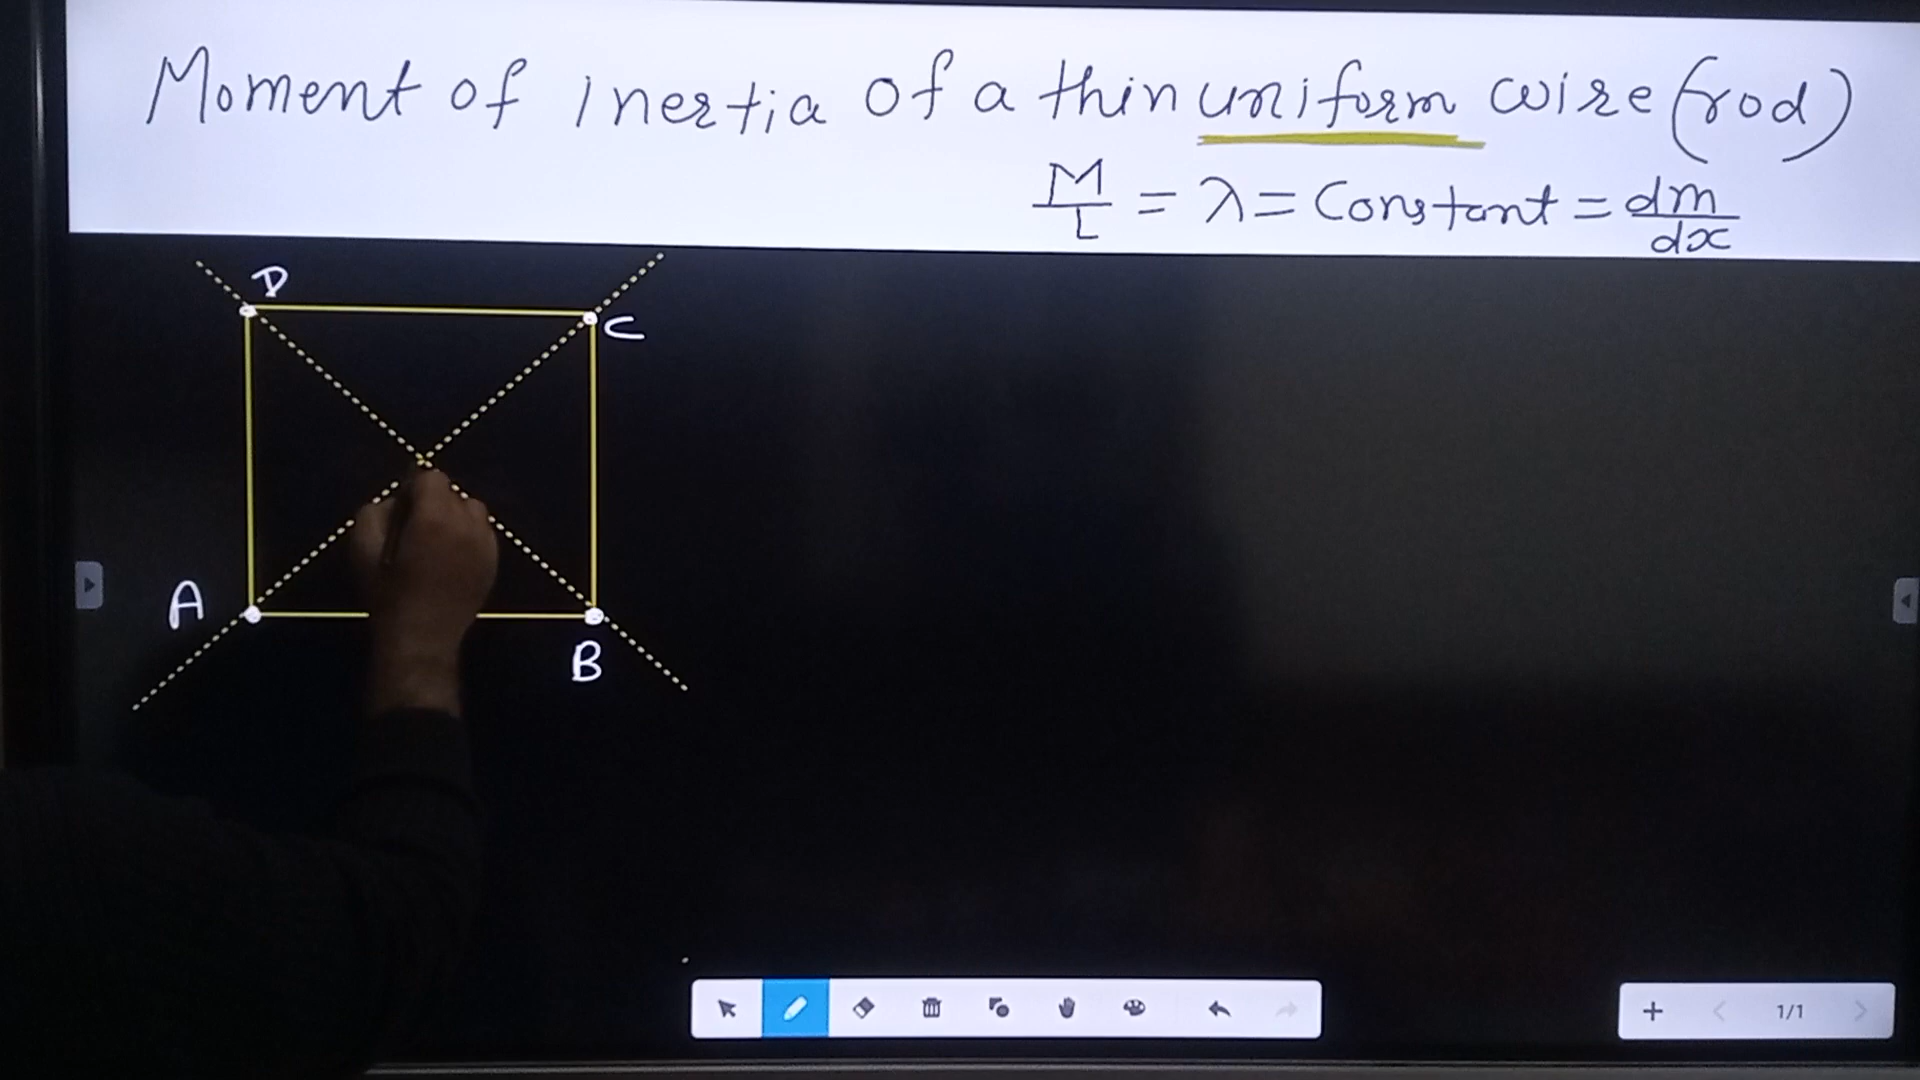 Moment of inertia of a thin uniform wire (rod)
M/L = λ = Constant = dm/dx
D
C
A
B
1/1